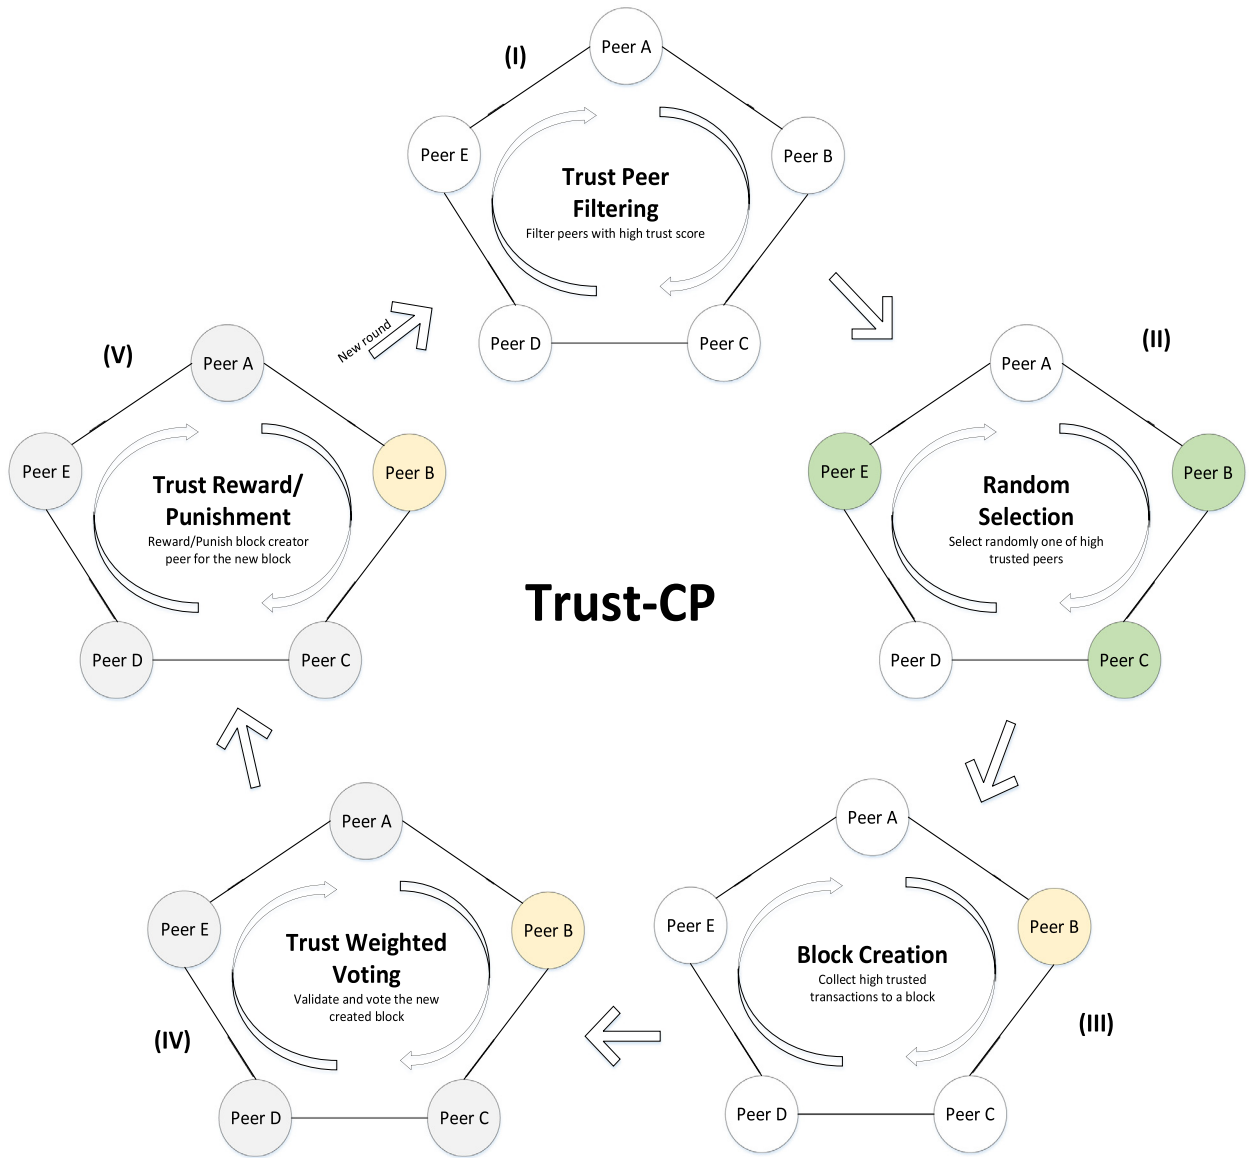 (I)
Peer A
Peer E
Peer B
Trust Peer
Filtering
Filter peers with high trust score
Peer D
Peer C
New round
(II)
Peer A
Peer E
Peer B
Random
Selection
Select randomly one of high
trusted peers
Peer D
Peer C
(III)
Peer A
Peer E
Peer B
Block Creation
Collect high trusted
transactions to a block
Peer D
Peer C
(IV)
Peer A
Peer E
Peer B
Trust Weighted
Voting
Validate and vote the new
created block
Peer D
Peer C
(V)
Peer A
Peer E
Peer B
Trust Reward/
Punishment
Reward/Punish block creator
peer for the new block
Peer D
Peer C
Trust-CP